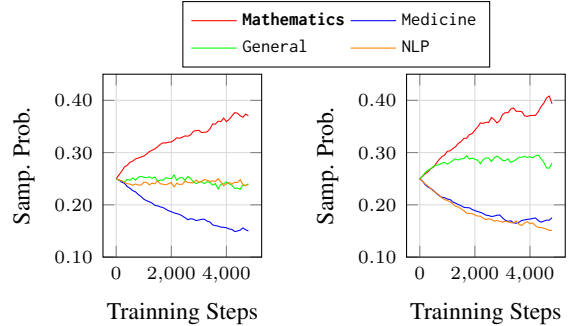 Mathematics Medicine
General NLP
0.40
0.30
0.20
0.10
Samp. Prob.
0 2,000 4,000
Trainning Steps
0.40
0.30
0.20
0.10
Samp. Prob.
0 2,000 4,000
Trainning Steps